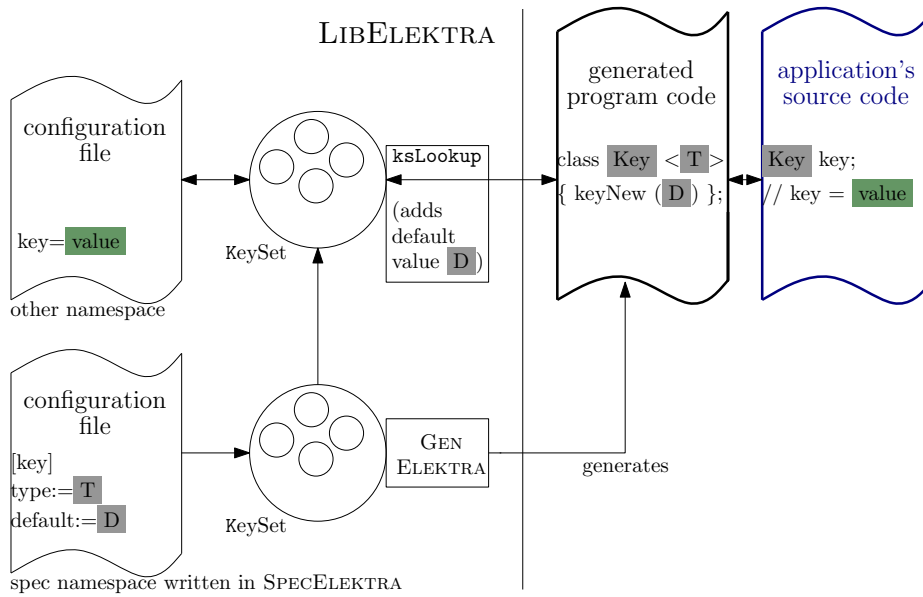 LIBELEKTRA
configuration
file
key= value
other namespace
KeySet
ksLookup
(adds
default
value D )
generated
program code
class Key < T >
{ keyNew ( D ) };
application's
source code
Key key;
// key = value
configuration
file
[key]
type:= T
default:= D
spec namespace written in SPECELEKTRA
KeySet
GEN
ELEKTRA
generates